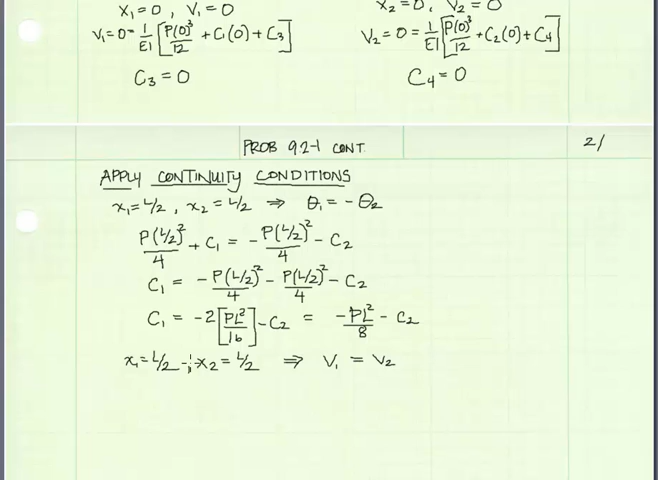 x₁ = 0 , V₁ = 0
V₁ = 0 = 1/EI [P(0)³/12 + C₁(0) + C₃]
C₃ = 0
x₂ = 0, V₂ = 0
V₂ = 0 = 1/EI [P(0)³/12 + C₂(0) + C₄]
C₄ = 0
PROB 92-1 CONT.
2/
APPLY CONTINUITY CONDITIONS
x₁ = L/2 , x₂ = L/2 ⇒ θ₁ = - θ₂
P(L/2)²/4 + C₁ = - P(L/2)²/4 - C₂
C₁ = - P(L/2)²/4 - P(L/2)²/4 - C₂
C₁ = -2 [PL²/16] - C₂ = -PL²/8 - C₂
x₁ = L/2 , x₂ = L/2 ⇒ V₁ = V₂